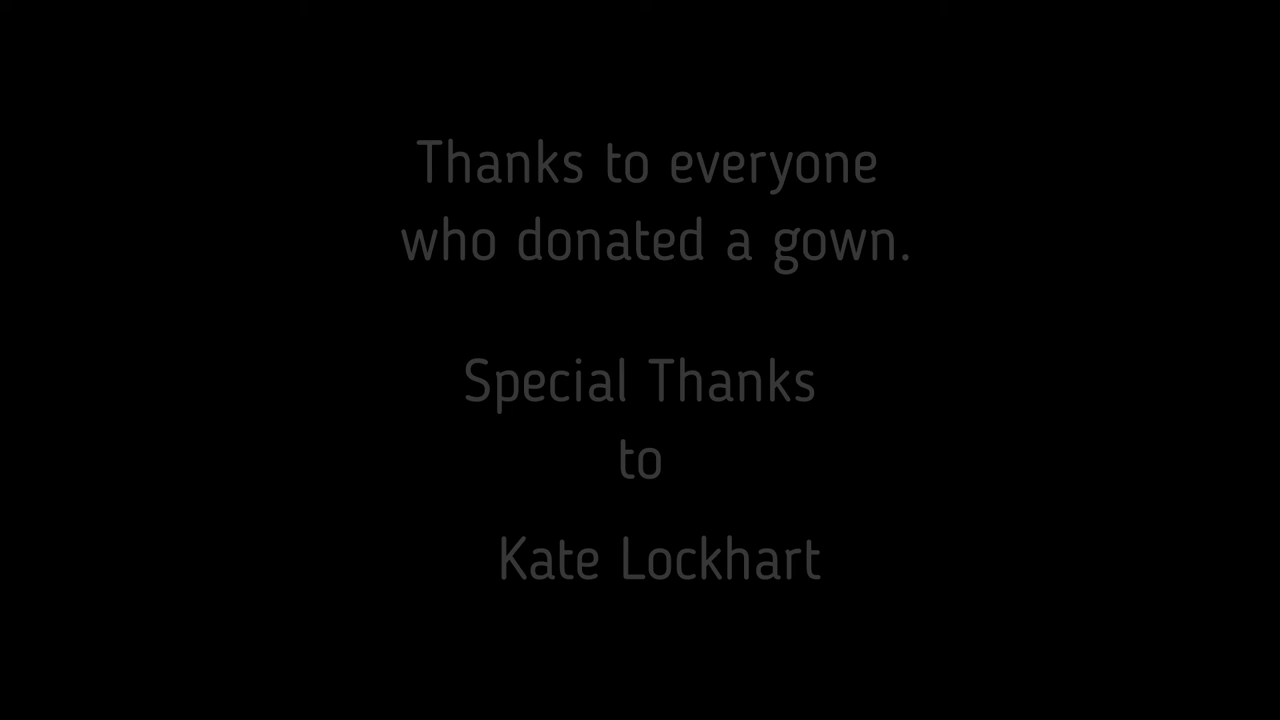 Thanks to everyone
who donated a gown.
Special Thanks
to
Kate Lockhart